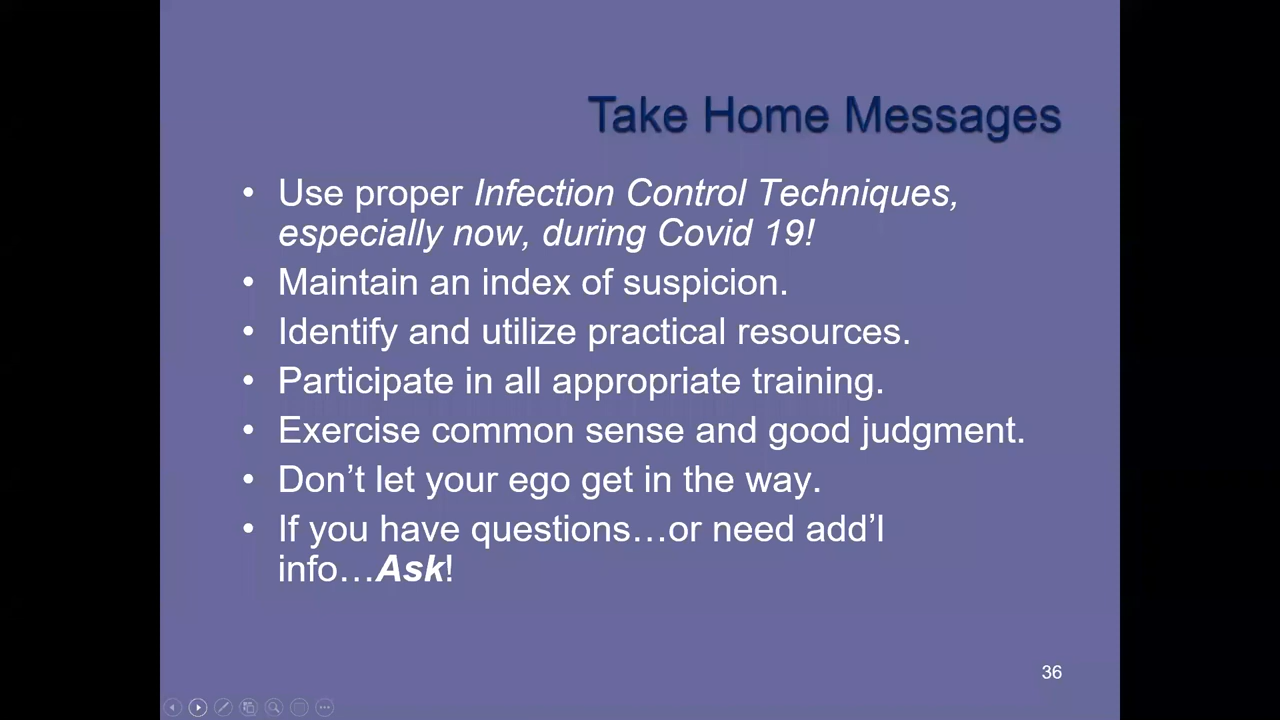 Take Home Messages
• Use proper Infection Control Techniques,
especially now, during Covid 19!
• Maintain an index of suspicion.
• Identify and utilize practical resources.
• Participate in all appropriate training.
• Exercise common sense and good judgment.
• Don’t let your ego get in the way.
• If you have questions…or need add’l
info…Ask!
36